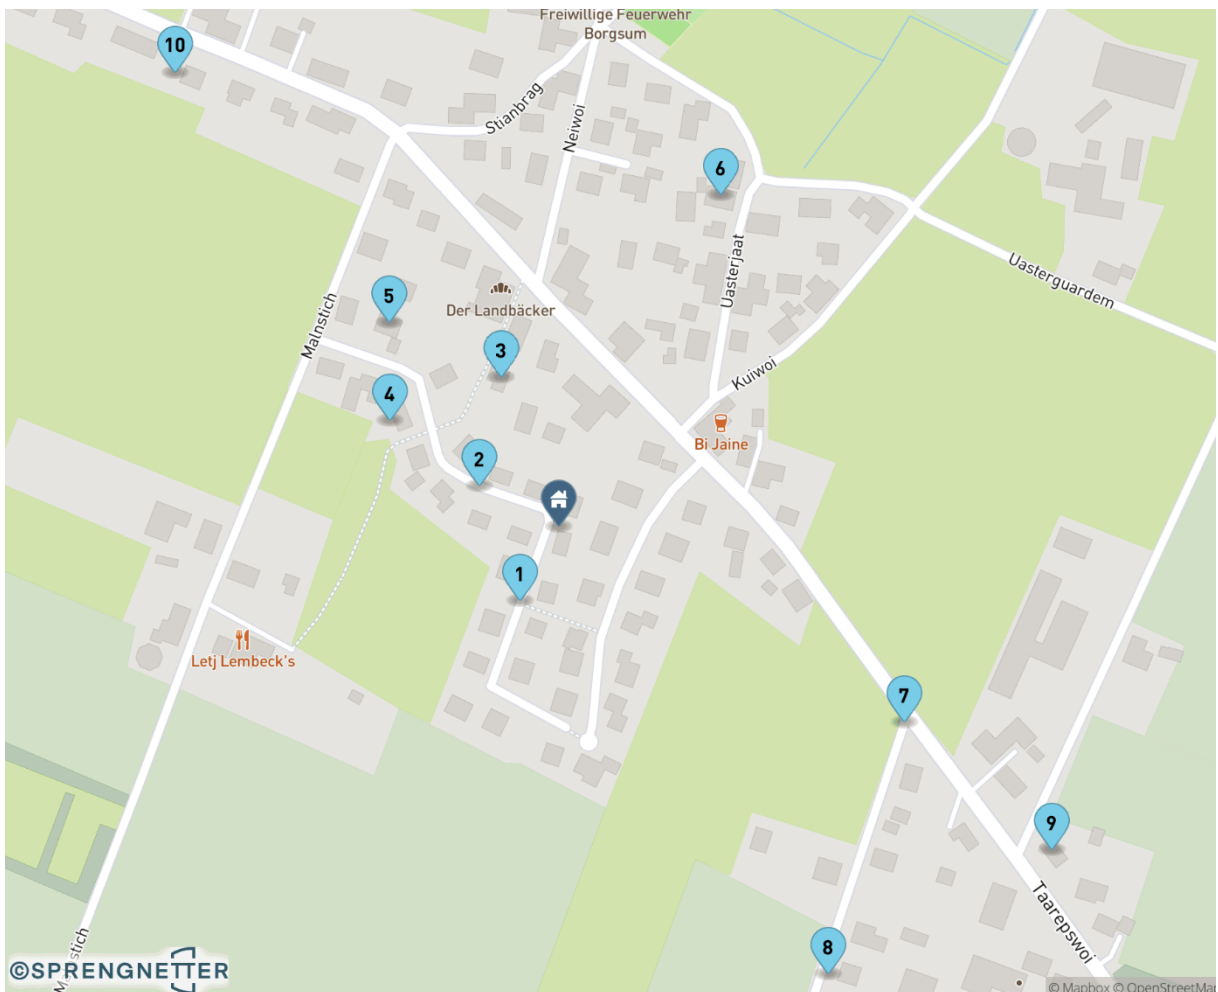 Freiwillige Feuerwehr
Borgsum
10
Stianbrag
Neiwoi
6
Uasterjaat
Uasterguardem
5
Malnstich
Der Landbäcker
3
Kuiwoi
4
Bi Jaine
2
1
Letj Lembeck's
7
9
Taarepswoi
8
Malnstich
©SPRENGNETTER
© Mapbox © OpenStreetMap